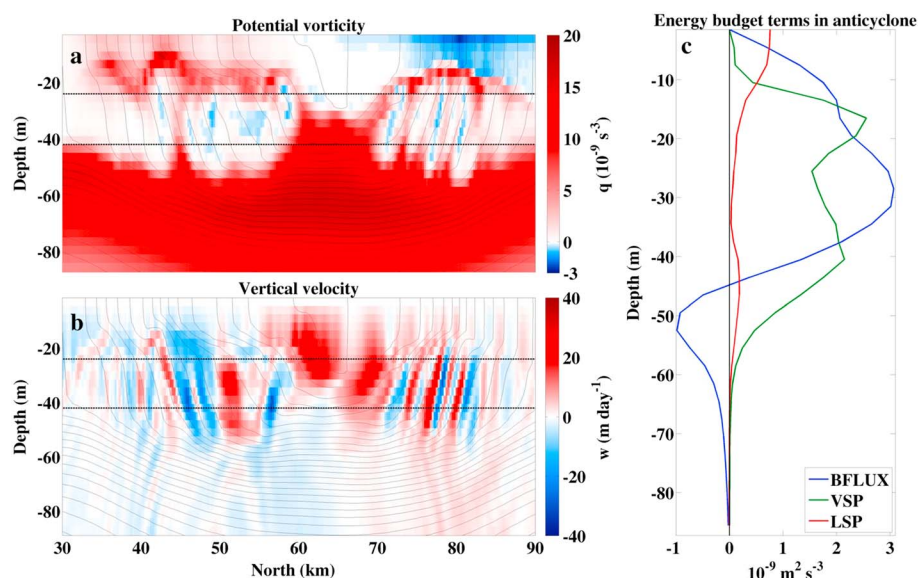 Potential vorticity
a
Depth (m)
-20
-40
-60
-80
20
15
10
5
0
-3
q (10⁻⁹ s⁻³)
Vertical velocity
b
Depth (m)
-20
-40
-60
-80
30 40 50 60 70 80 90
North (km)
40
20
0
-20
-40
w (m day⁻¹)
Energy budget terms in anticyclone
c
Depth (m)
-10
-20
-30
-40
-50
-60
-70
-80
BFLUX
VSP
LSP
-1 0 1 2 3
10⁻⁹ m² s⁻³